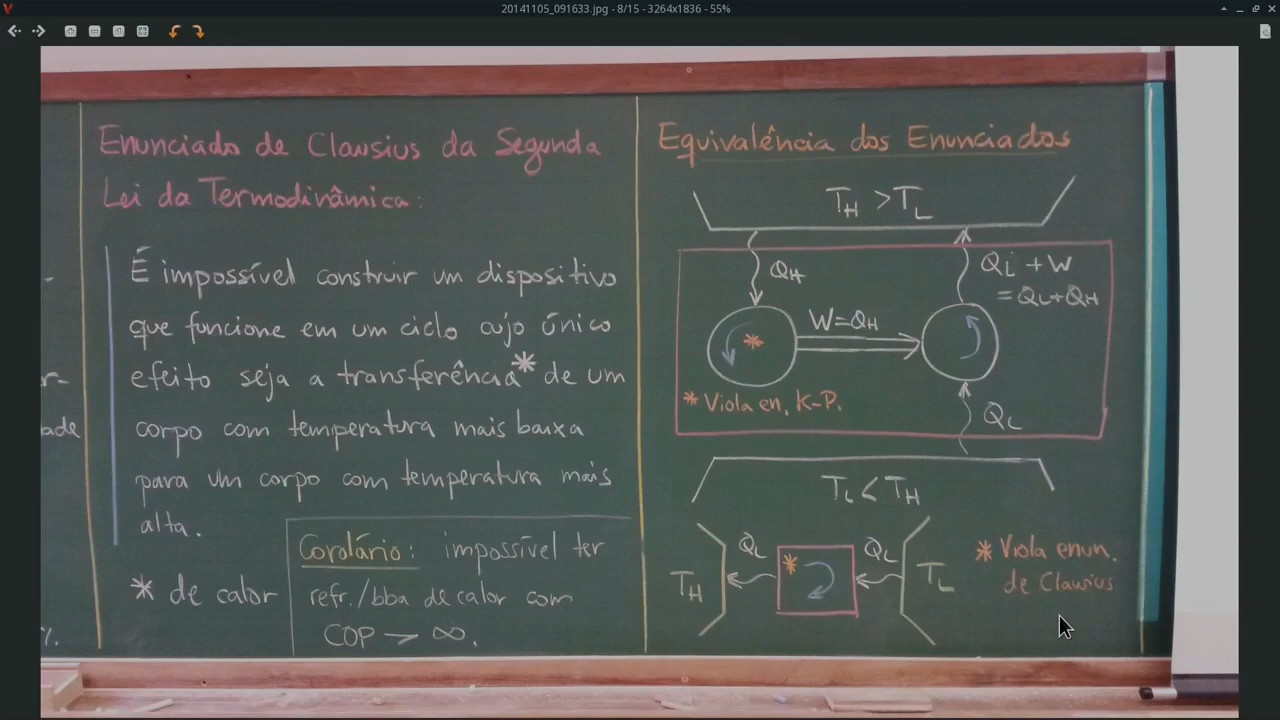 20141105_091633.jpg - 8/15 - 3264x1836 - 55%
Enunciado de Clausius da Segunda
Lei da Termodinâmica:
É impossível construir um dispositivo
que funcione em um ciclo cujo único
efeito seja a transferência* de um
corpo com temperatura mais baixa
para um corpo com temperatura mais
alta.
* de calor
Corolário: impossível ter
refr./bba de calor com
COP → ∞.
ade
%.
Equivalência dos Enunciados
T_H > T_L
Q_H
Q_L + W
= Q_L + Q_H
W = Q_H
*
* Viola en. K-P.
Q_L
T_L < T_H
Q_L
Q_L
T_H
*
T_L
* Viola enun.
de Clausius